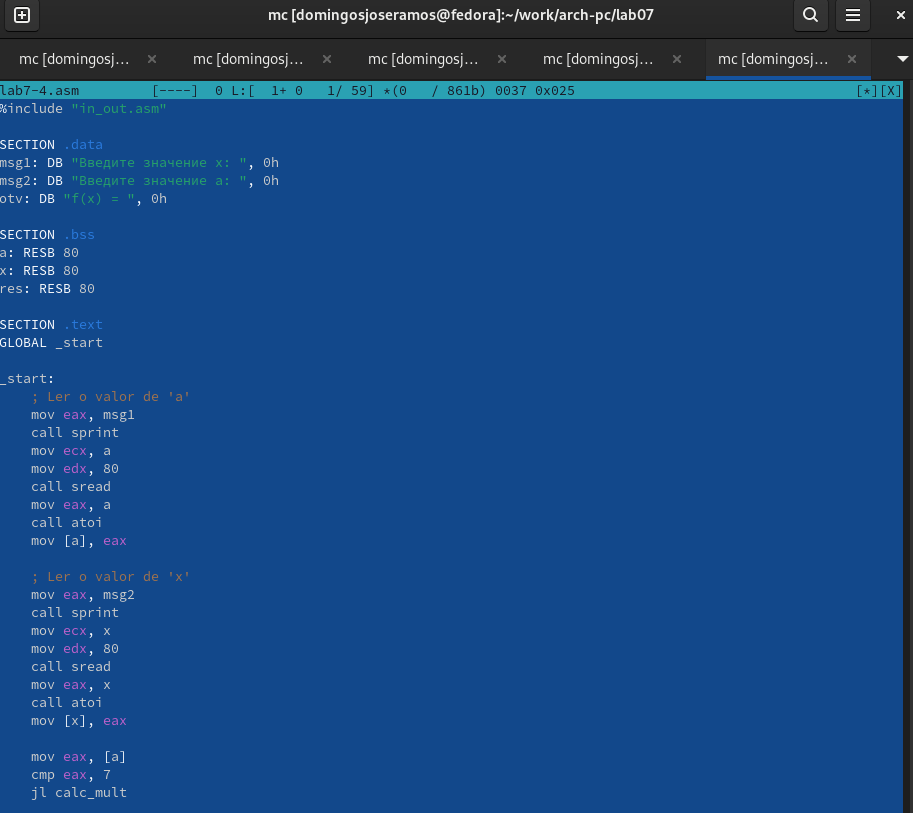 mc [domingosjoseramos@fedora]:~/work/arch-pc/lab07
mc [domingosj... × mc [domingosj... × mc [domingosj... × mc [domingosj... × mc [domingosj... ×
lab7-4.asm [----] 0 L:[ 1+ 0 1/ 59] *(0 / 861b) 0037 0x025 [*][X]
%include "in_out.asm"
SECTION .data
msg1: DB "Введите значение x: ", 0h
msg2: DB "Введите значение a: ", 0h
otv: DB "f(x) = ", 0h
SECTION .bss
a: RESB 80
x: RESB 80
res: RESB 80
SECTION .text
GLOBAL _start
_start:
; Ler o valor de 'a'
mov eax, msg1
call sprint
mov ecx, a
mov edx, 80
call sread
mov eax, a
call atoi
mov [a], eax
; Ler o valor de 'x'
mov eax, msg2
call sprint
mov ecx, x
mov edx, 80
call sread
mov eax, x
call atoi
mov [x], eax
mov eax, [a]
cmp eax, 7
jl calc_mult